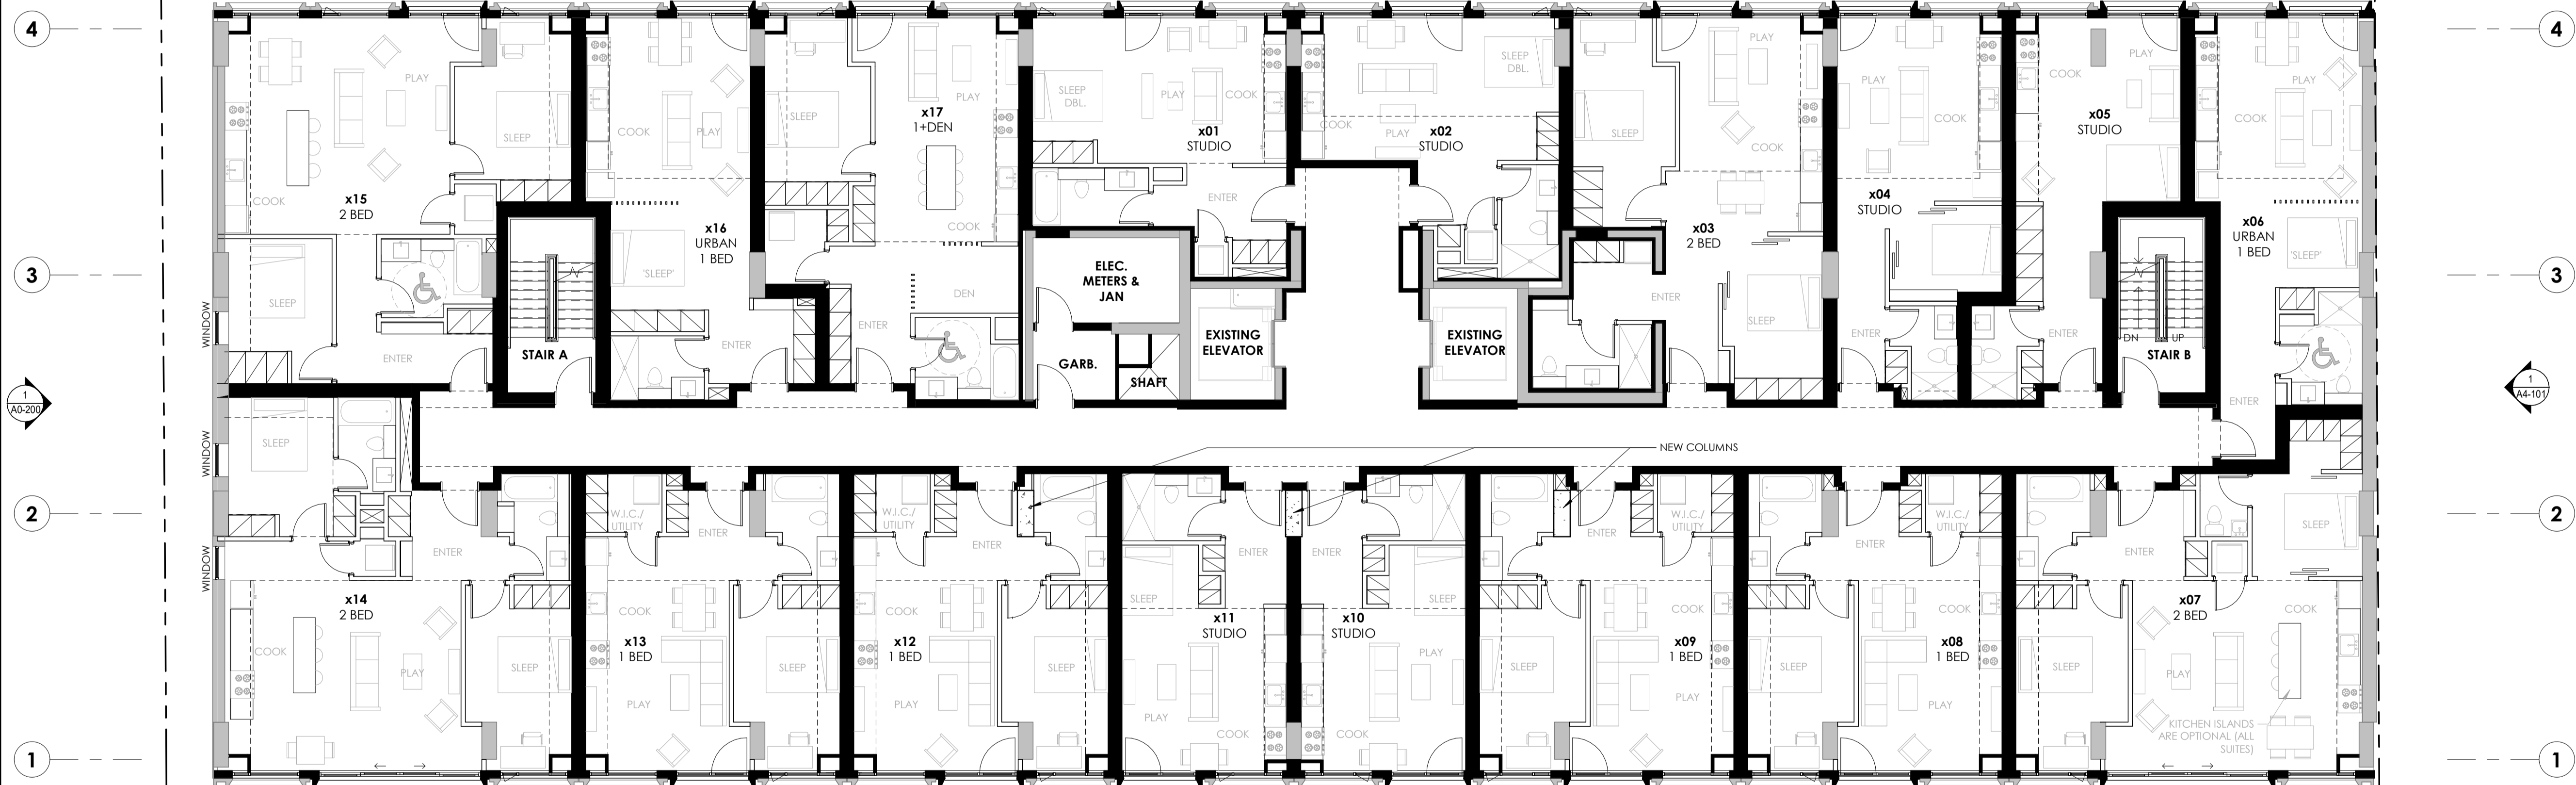 4
3
2
1
1
A0-200
WINDOW
WINDOW
WINDOW
PLAY
COOK
SLEEP
x15
2 BED
SLEEP
ENTER
STAIR A
COOK
PLAY
x16
URBAN
1 BED
'SLEEP'
ENTER
SLEEP
x17
1+DEN
PLAY
COOK
DEN
ENTER
SLEEP
DBL.
PLAY
COOK
x01
STUDIO
ENTER
ELEC.
METERS &
JAN
GARB.
SHAFT
EXISTING
ELEVATOR
SLEEP
DBL.
COOK
PLAY
x02
STUDIO
EXISTING
ELEVATOR
PLAY
SLEEP
COOK
x03
2 BED
ENTER
SLEEP
PLAY
COOK
x04
STUDIO
ENTER
PLAY
COOK
x05
STUDIO
ENTER
DN
UP
STAIR B
PLAY
COOK
x06
URBAN
1 BED
'SLEEP'
ENTER
NEW COLUMNS
SLEEP
ENTER
x14
2 BED
COOK
PLAY
SLEEP
W.I.C./
UTILITY
ENTER
COOK
x13
1 BED
PLAY
SLEEP
W.I.C./
UTILITY
ENTER
COOK
x12
1 BED
PLAY
SLEEP
ENTER
SLEEP
x11
STUDIO
PLAY
COOK
ENTER
SLEEP
x10
STUDIO
PLAY
COOK
ENTER
W.I.C./
UTILITY
COOK
x09
1 BED
SLEEP
PLAY
ENTER
W.I.C./
UTILITY
COOK
x08
1 BED
SLEEP
PLAY
SLEEP
ENTER
x07
2 BED
COOK
SLEEP
PLAY
KITCHEN ISLANDS
ARE OPTIONAL (ALL
SUITES)
4
3
1
A4-101
2
1